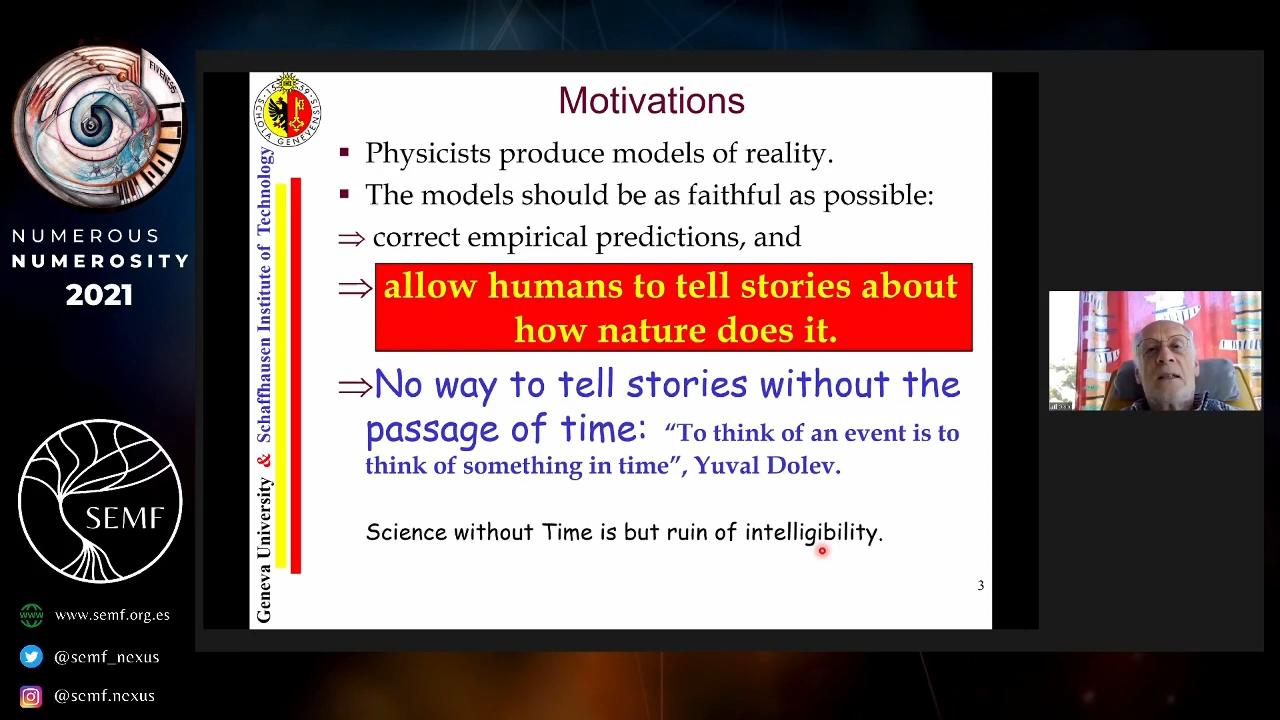 FIVENESS
NUMEROUS
NUMEROSITY
2021
SEMF
www.semf.org.es
@semf_nexus
@semf.nexus
SCHOLA GENEVENSIS
1559
Geneva University & Schaffhausen Institute of Technology
Motivations
Physicists produce models of reality.
The models should be as faithful as possible:
⇒ correct empirical predictions, and
⇒ allow humans to tell stories about
how nature does it.
⇒No way to tell stories without the
passage of time: “To think of an event is to
think of something in time”, Yuval Dolev.
Science without Time is but ruin of intelligibility.
3